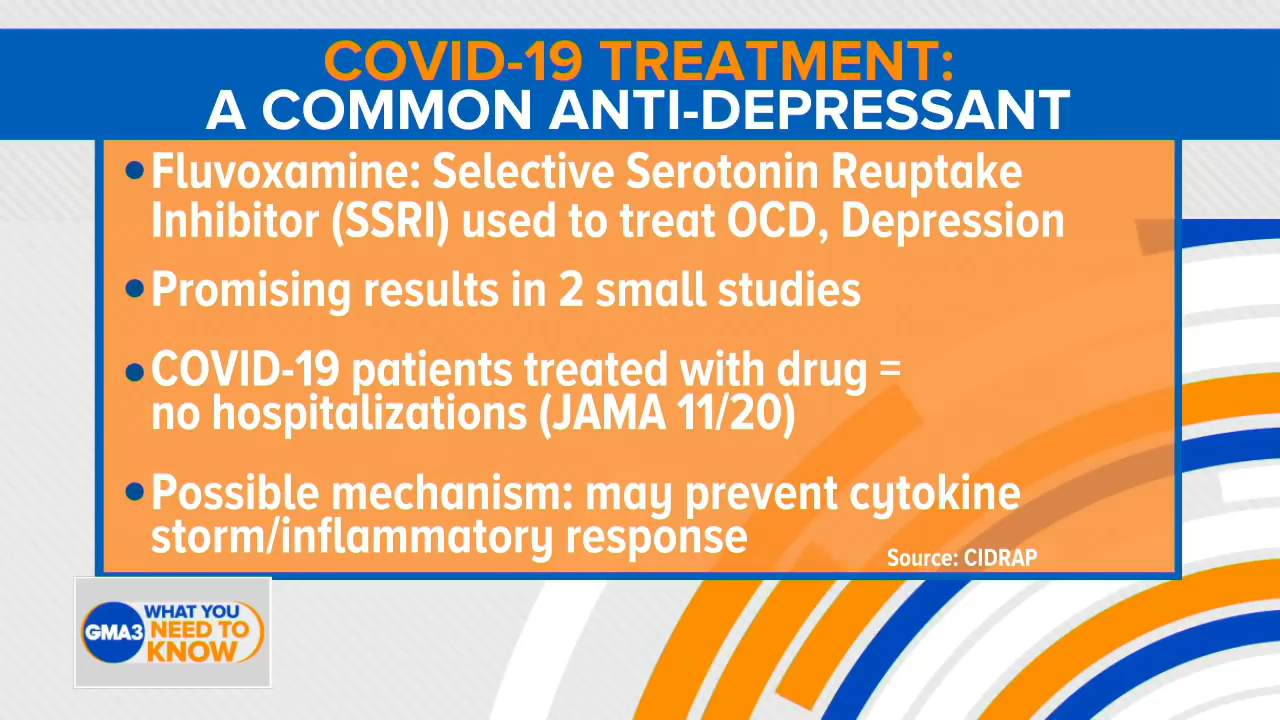 COVID-19 TREATMENT:
A COMMON ANTI-DEPRESSANT
• Fluvoxamine: Selective Serotonin Reuptake
Inhibitor (SSRI) used to treat OCD, Depression
• Promising results in 2 small studies
• COVID-19 patients treated with drug =
no hospitalizations (JAMA 11/20)
• Possible mechanism: may prevent cytokine
storm/inflammatory response
Source: CIDRAP
GMA3
WHAT YOU
NEED TO
KNOW